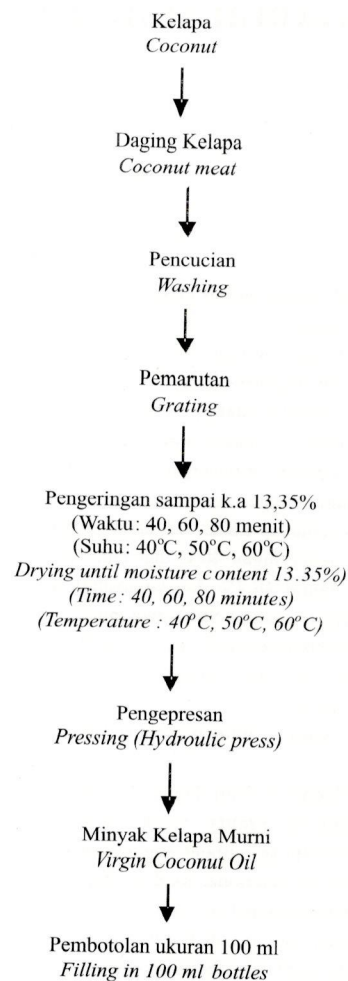 Kelapa
Coconut
Daging Kelapa
Coconut meat
Pencucian
Washing
Pemarutan
Grating
Pengeringan sampai k.a 13,35%
(Waktu: 40, 60, 80 menit)
(Suhu: 40°C, 50°C, 60°C)
Drying until moisture content 13.35%)
(Time: 40, 60, 80 minutes)
(Temperature : 40°C, 50°C, 60°C)
Pengepresan
Pressing (Hydroulic press)
Minyak Kelapa Murni
Virgin Coconut Oil
Pembotolan ukuran 100 ml
Filling in 100 ml bottles